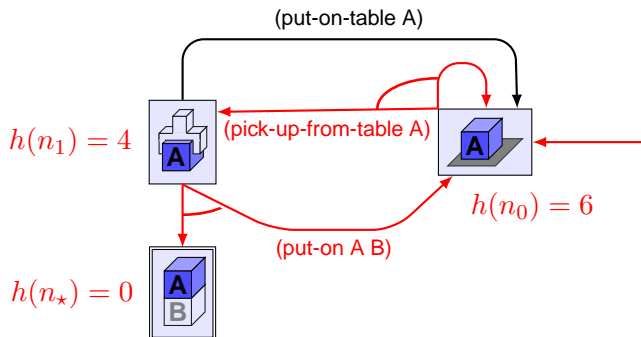 (put-on-table A)
h(n₁) = 4
A
(pick-up-from-table A)
A
h(n₀) = 6
(put-on A B)
h(n⋆) = 0
A
B